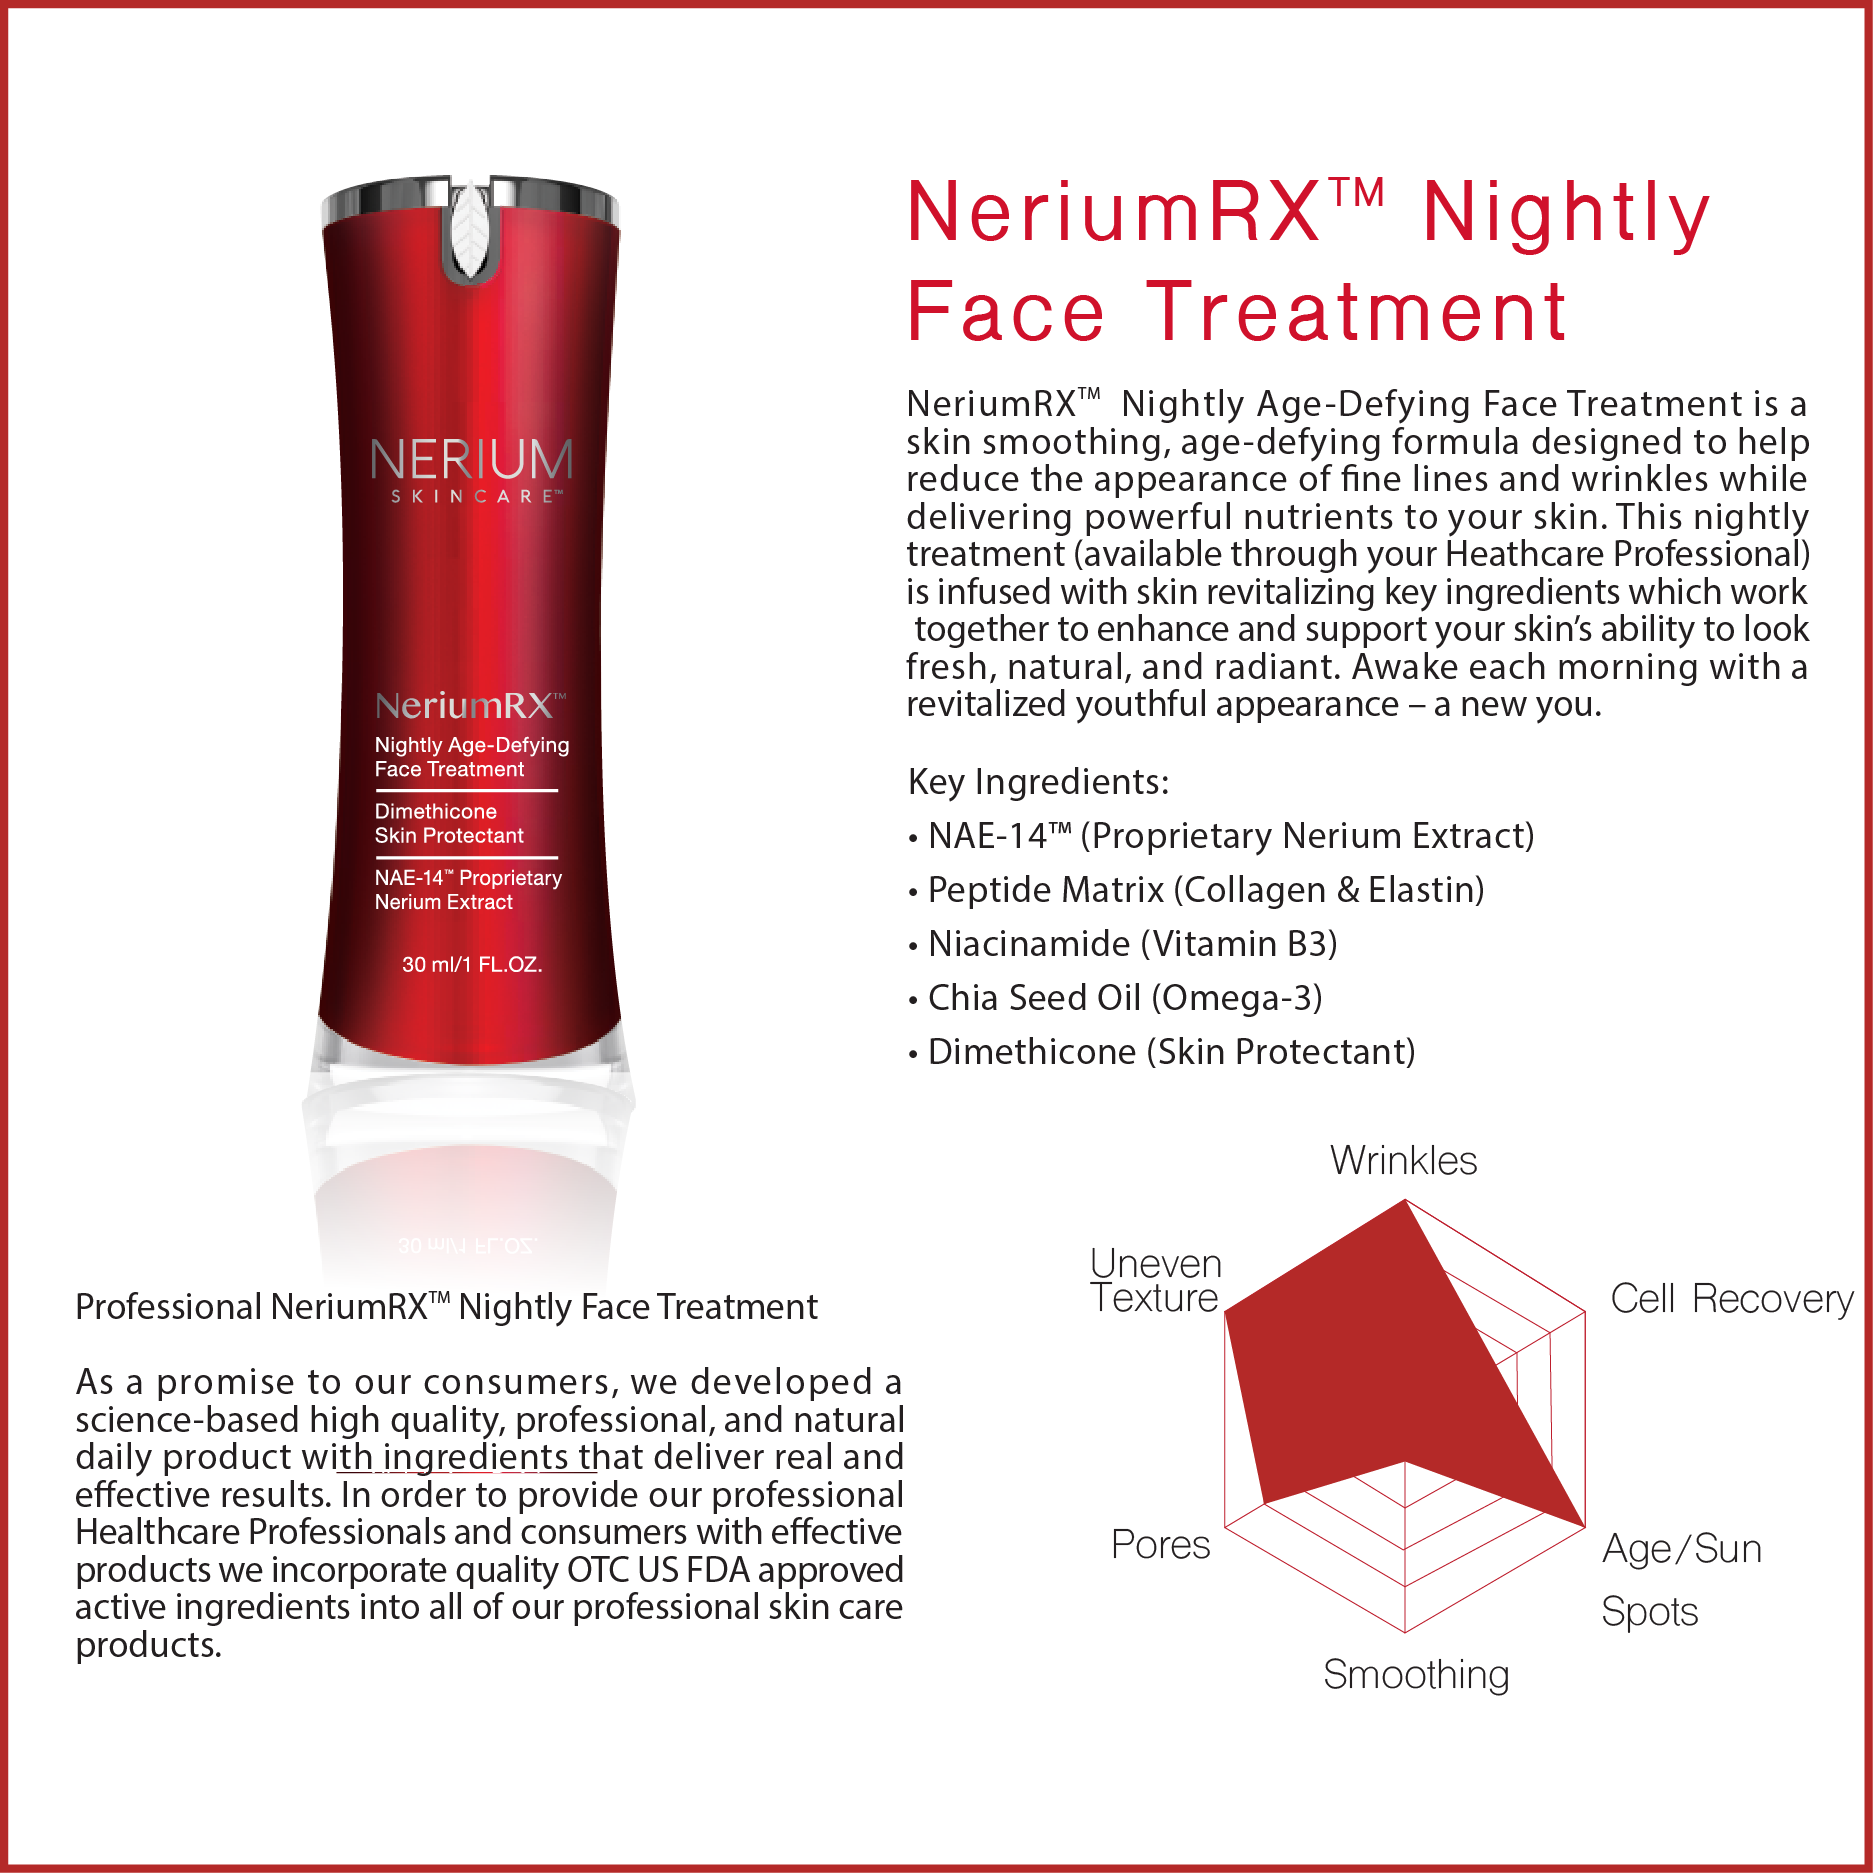 NERIUM
SKINCARE™
NeriumRX™
Nightly Age-Defying
Face Treatment
Dimethicone
Skin Protectant
NAE-14™ Proprietary
Nerium Extract
30 ml/1 FL.OZ.
30 ml/1 FL.OZ.
Professional NeriumRX™ Nightly Face Treatment
As a promise to our consumers, we developed a
science-based high quality, professional, and natural
daily product with ingredients that deliver real and
effective results. In order to provide our professional
Healthcare Professionals and consumers with effective
products we incorporate quality OTC US FDA approved
active ingredients into all of our professional skin care
products.
NeriumRX™ Nightly
Face Treatment
NeriumRX™ Nightly Age-Defying Face Treatment is a
skin smoothing, age-defying formula designed to help
reduce the appearance of fine lines and wrinkles while
delivering powerful nutrients to your skin. This nightly
treatment (available through your Heathcare Professional)
is infused with skin revitalizing key ingredients which work
together to enhance and support your skin’s ability to look
fresh, natural, and radiant. Awake each morning with a
revitalized youthful appearance – a new you.
Key Ingredients:
• NAE-14™ (Proprietary Nerium Extract)
• Peptide Matrix (Collagen & Elastin)
• Niacinamide (Vitamin B3)
• Chia Seed Oil (Omega-3)
• Dimethicone (Skin Protectant)
Wrinkles
Uneven
Texture
Cell Recovery
Pores
Age/Sun
Spots
Smoothing